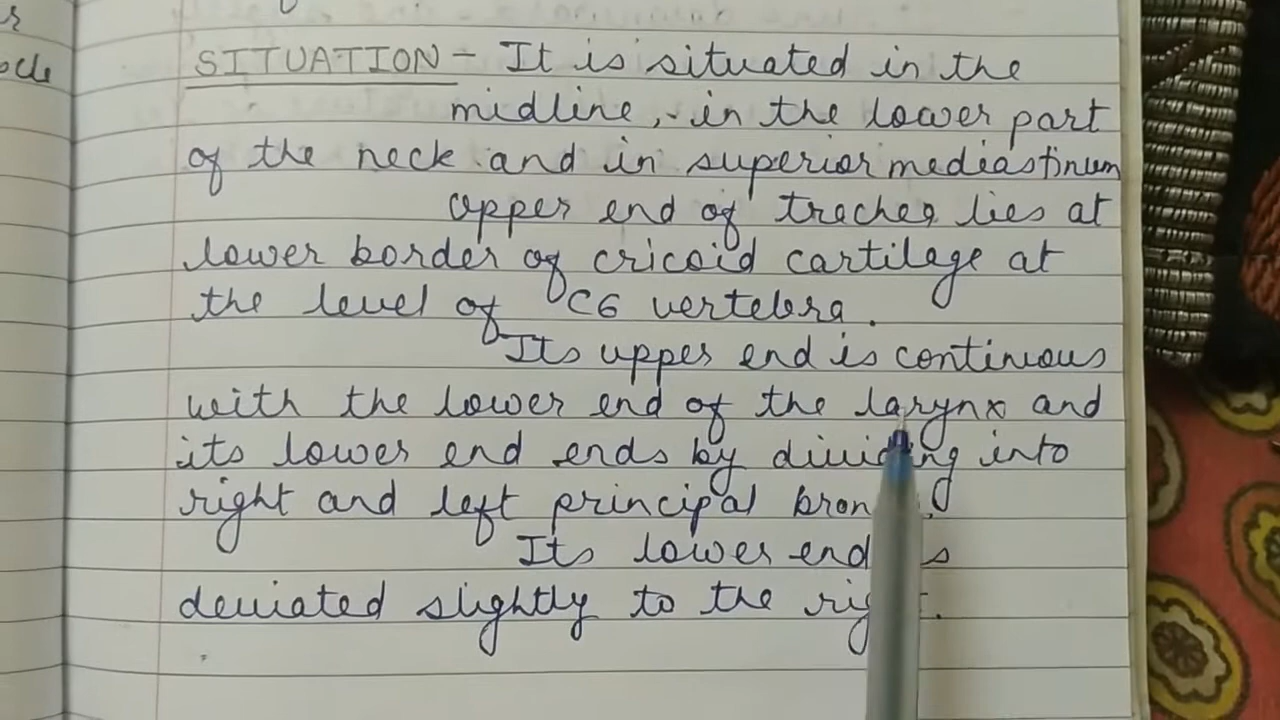 SITUATION - It is situated in the
midline, in the lower part
of the neck and in superior mediastinum
Upper end of trachea lies at
lower border of cricoid cartilage at
the level of C6 vertebra.
Its upper end is continuous
with the lower end of the larynx and
its lower end ends by dividing into
right and left principal
Its lower end
deviated slightly to the